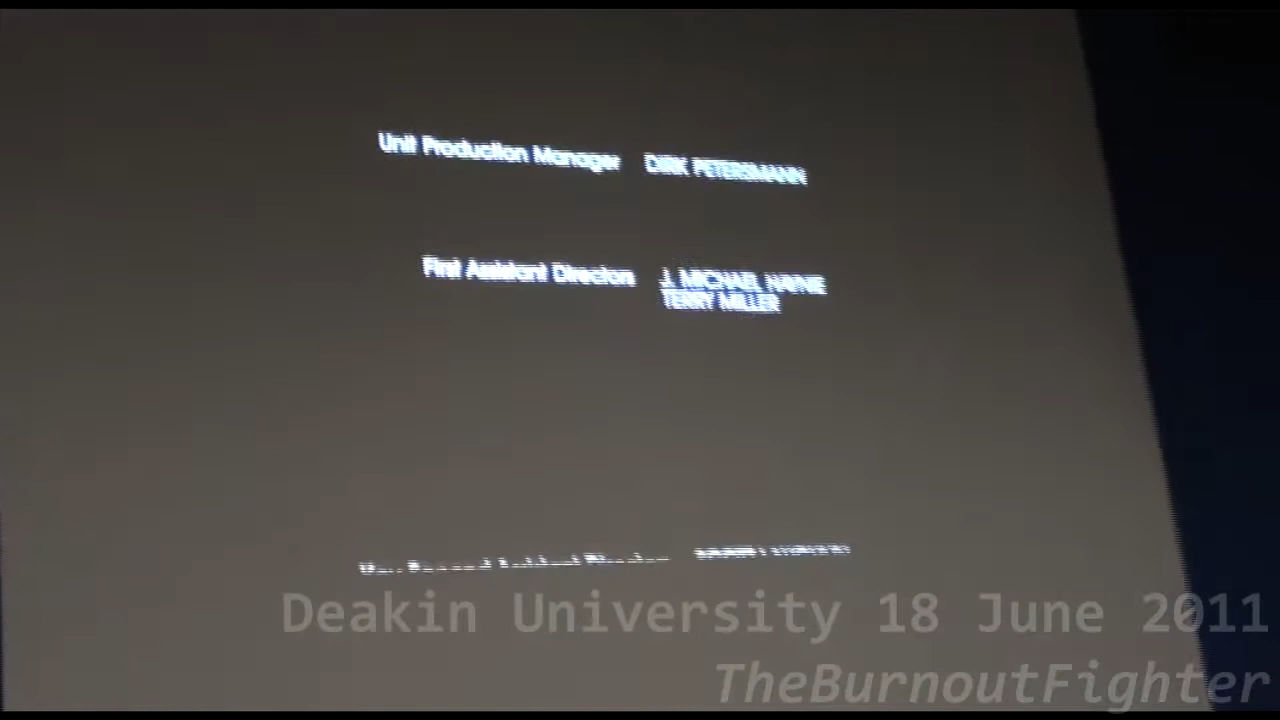 Unit Production Manager DIRK PETERSMANN
First Assistant Directors J. MICHAEL HAYNIE
TERRY MILLER
Deakin University 18 June 2011
TheBurnoutFighter